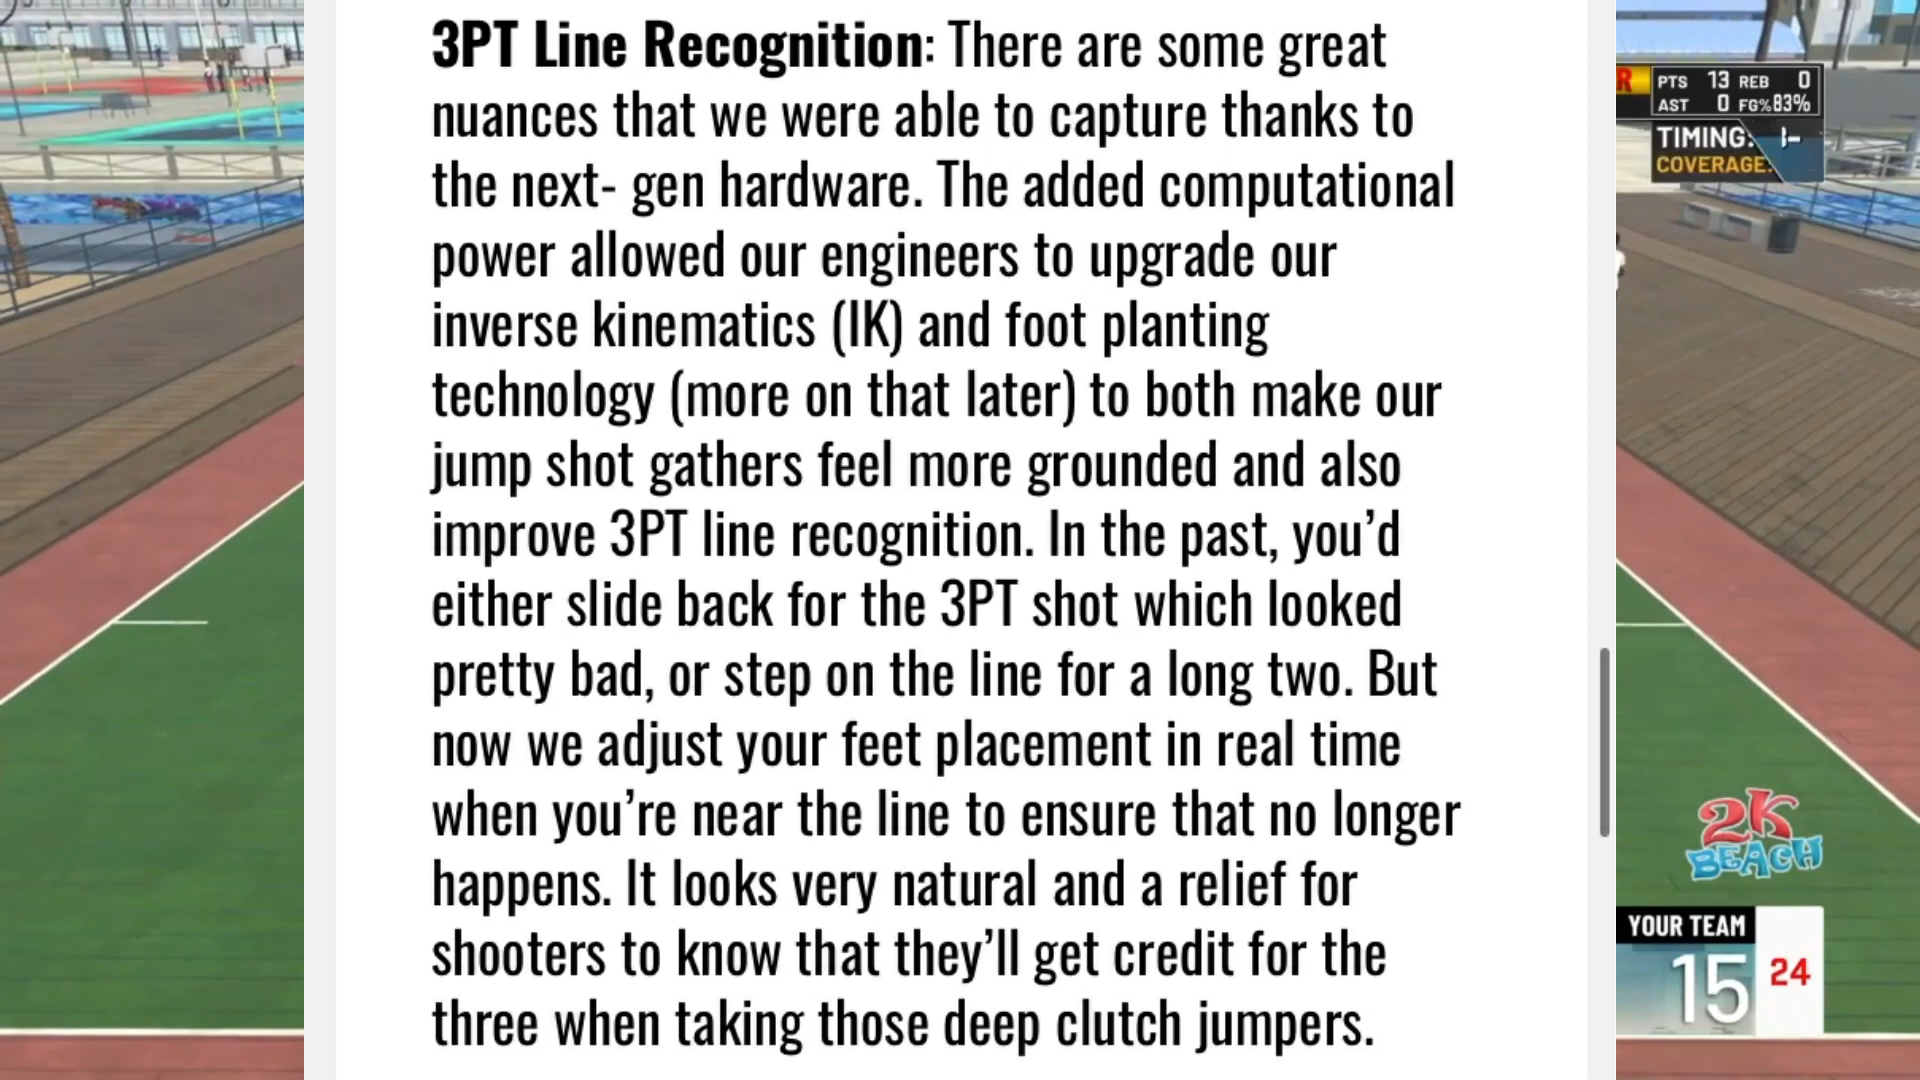 3PT Line Recognition: There are some great
nuances that we were able to capture thanks to
the next- gen hardware. The added computational
power allowed our engineers to upgrade our
inverse kinematics (IK) and foot planting
technology (more on that later) to both make our
jump shot gathers feel more grounded and also
improve 3PT line recognition. In the past, you’d
either slide back for the 3PT shot which looked
pretty bad, or step on the line for a long two. But
now we adjust your feet placement in real time
when you’re near the line to ensure that no longer
happens. It looks very natural and a relief for
shooters to know that they’ll get credit for the
three when taking those deep clutch jumpers.
R
PTS 13 REB 0
AST 0 FG% 83%
TIMING:
COVERAGE:
2K
BEACH
YOUR TEAM
15 24